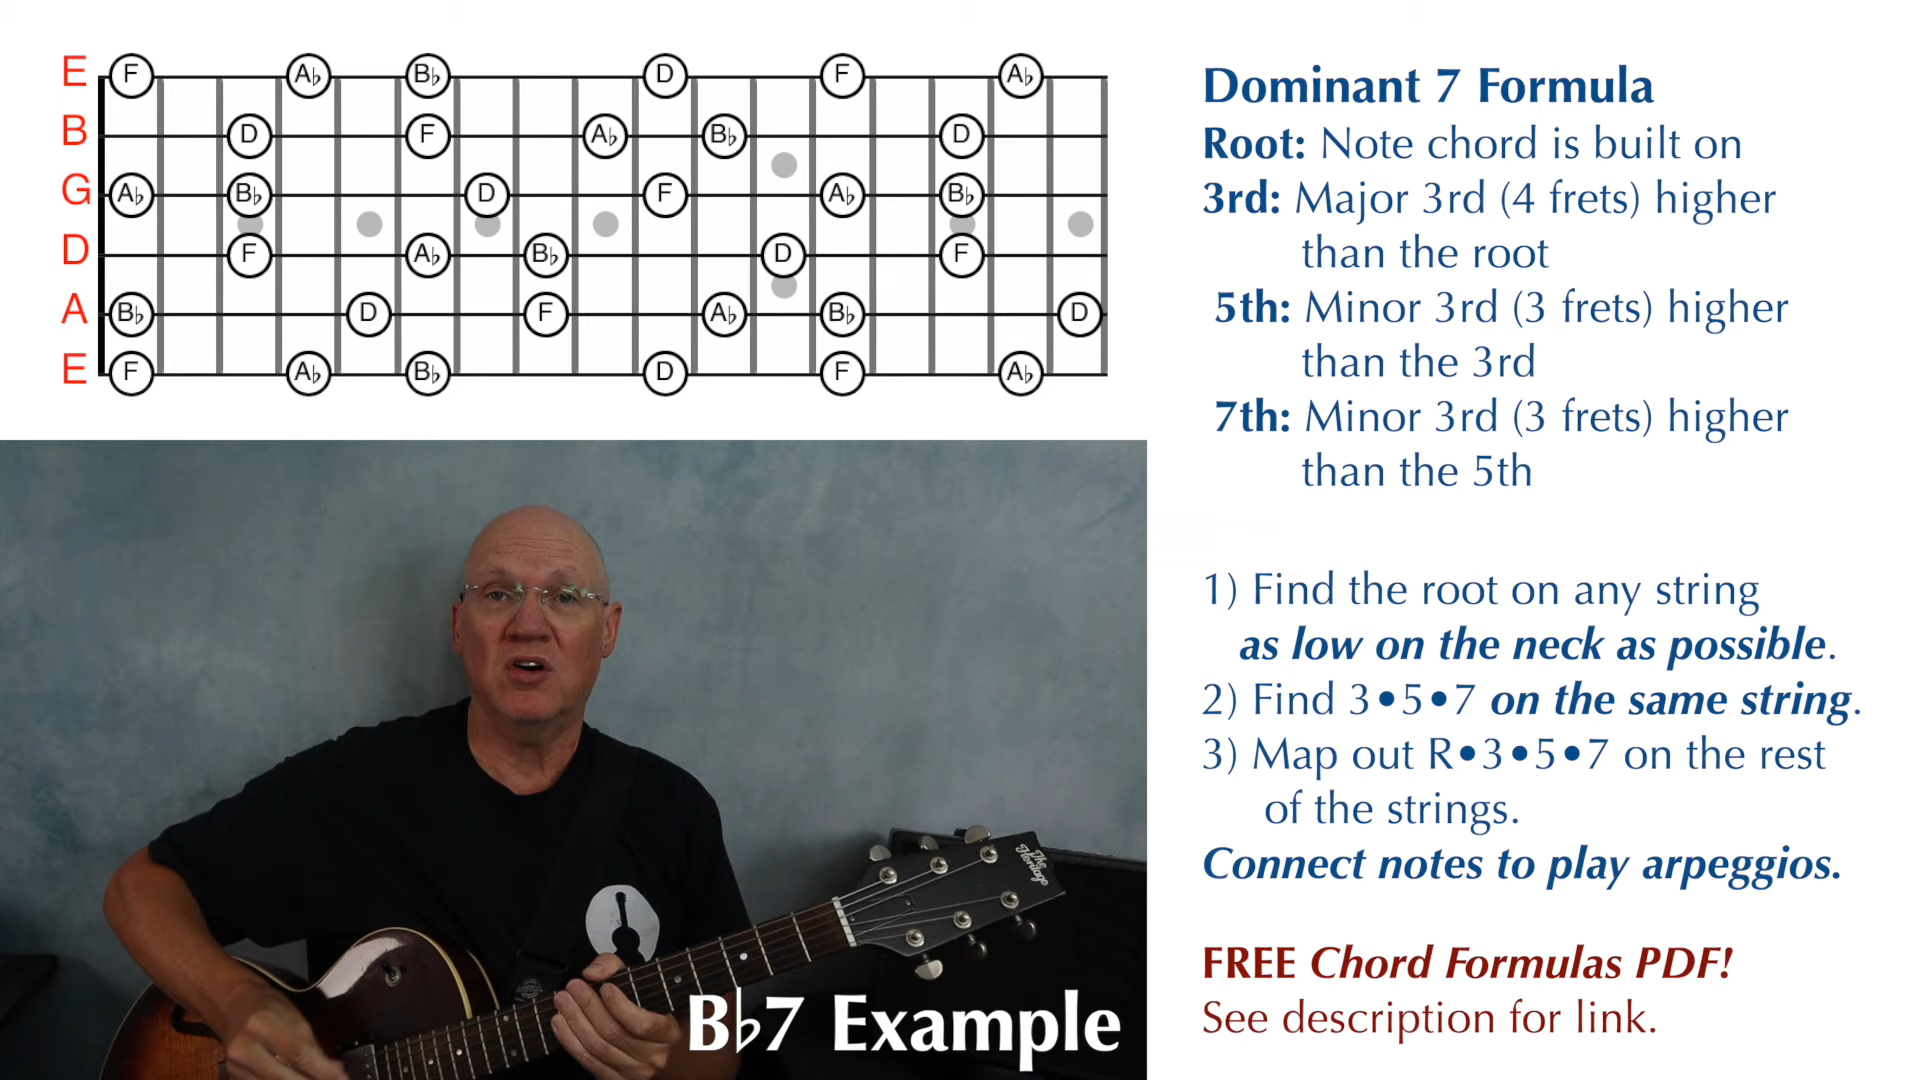 E F A♭ B♭ D F A♭
B D F A♭ B♭ D
G A♭ B♭ D F A♭ B♭
D F A♭ B♭ D F
A B♭ D F A♭ B♭ D
E F A♭ B♭ D F A♭
Dominant 7 Formula
Root: Note chord is built on
3rd: Major 3rd (4 frets) higher
than the root
5th: Minor 3rd (3 frets) higher
than the 3rd
7th: Minor 3rd (3 frets) higher
than the 5th
1) Find the root on any string
as low on the neck as possible.
2) Find 3•5•7 on the same string.
3) Map out R•3•5•7 on the rest
of the strings.
Connect notes to play arpeggios.
FREE Chord Formulas PDF!
See description for link.
The
Heritage
B♭7 Example